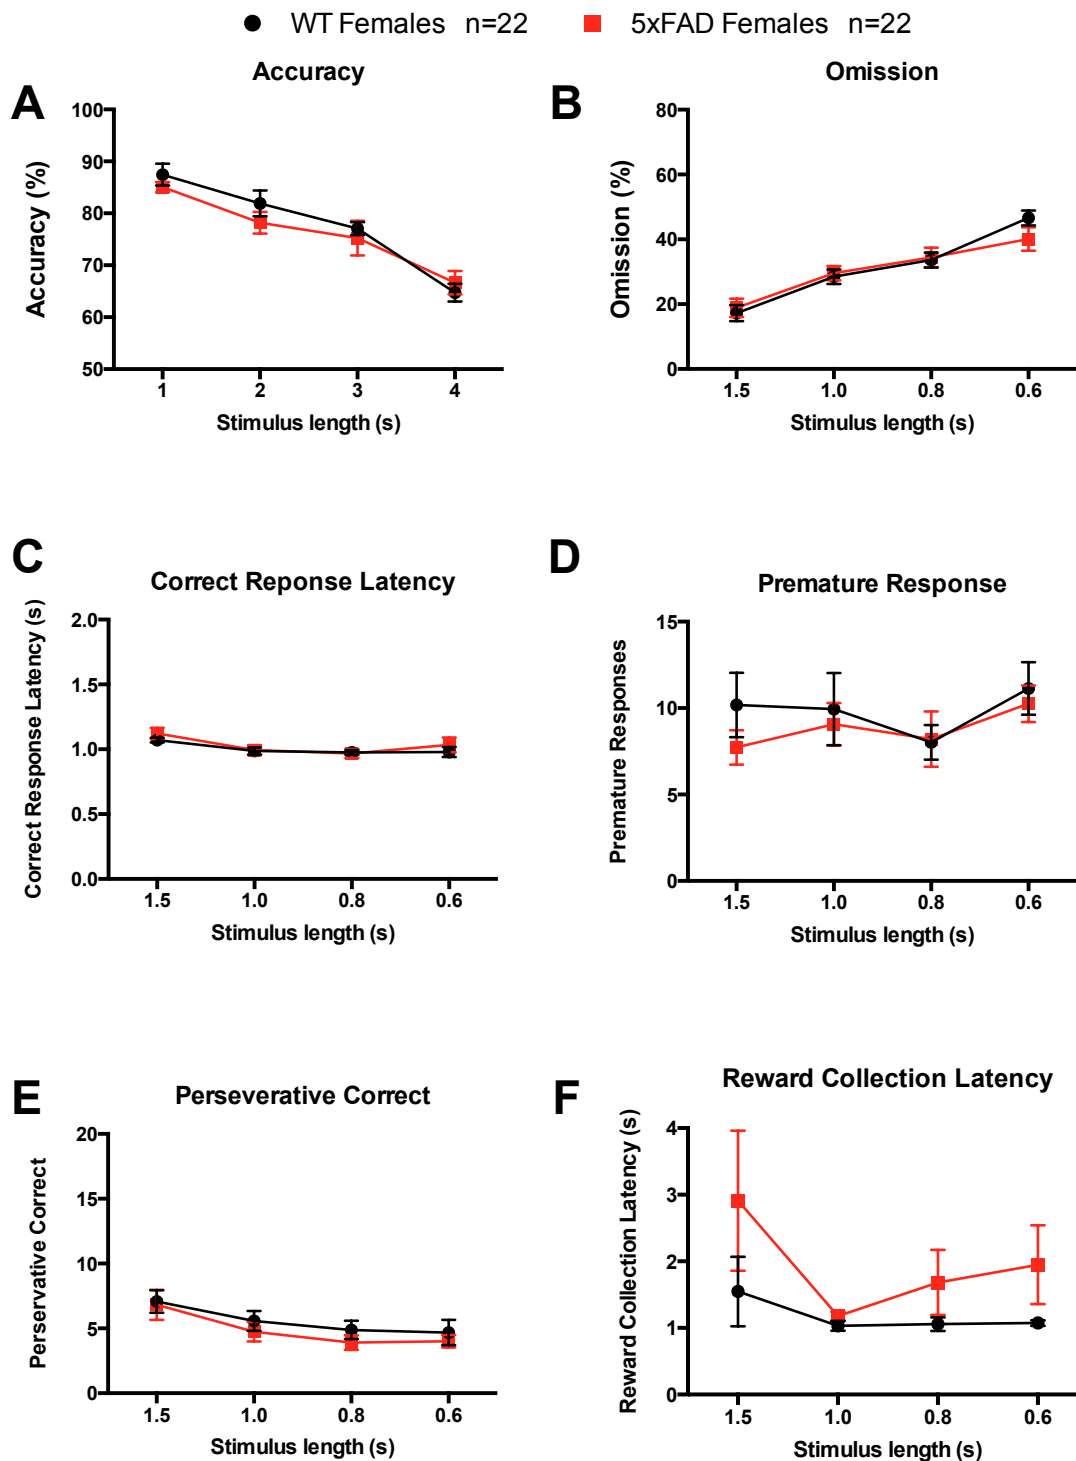 WT Females n=22 5xFAD Females n=22
A
Accuracy
Accuracy (%)
100
90
80
70
60
50
1 2 3 4
Stimulus length (s)
B
Omission
Omission (%)
80
60
40
20
0
1.5 1.0 0.8 0.6
Stimulus length (s)
C
Correct Reponse Latency
Correct Response Latency (s)
2.0
1.5
1.0
0.5
0.0
1.5 1.0 0.8 0.6
Stimulus length (s)
D
Premature Response
Premature Responses
15
10
5
0
1.5 1.0 0.8 0.6
Stimulus length (s)
E
Perseverative Correct
Perservative Correct
20
15
10
5
0
1.5 1.0 0.8 0.6
Stimulus length (s)
F
Reward Collection Latency
Reward Collection Latency (s)
4
3
2
1
0
1.5 1.0 0.8 0.6
Stimulus length (s)